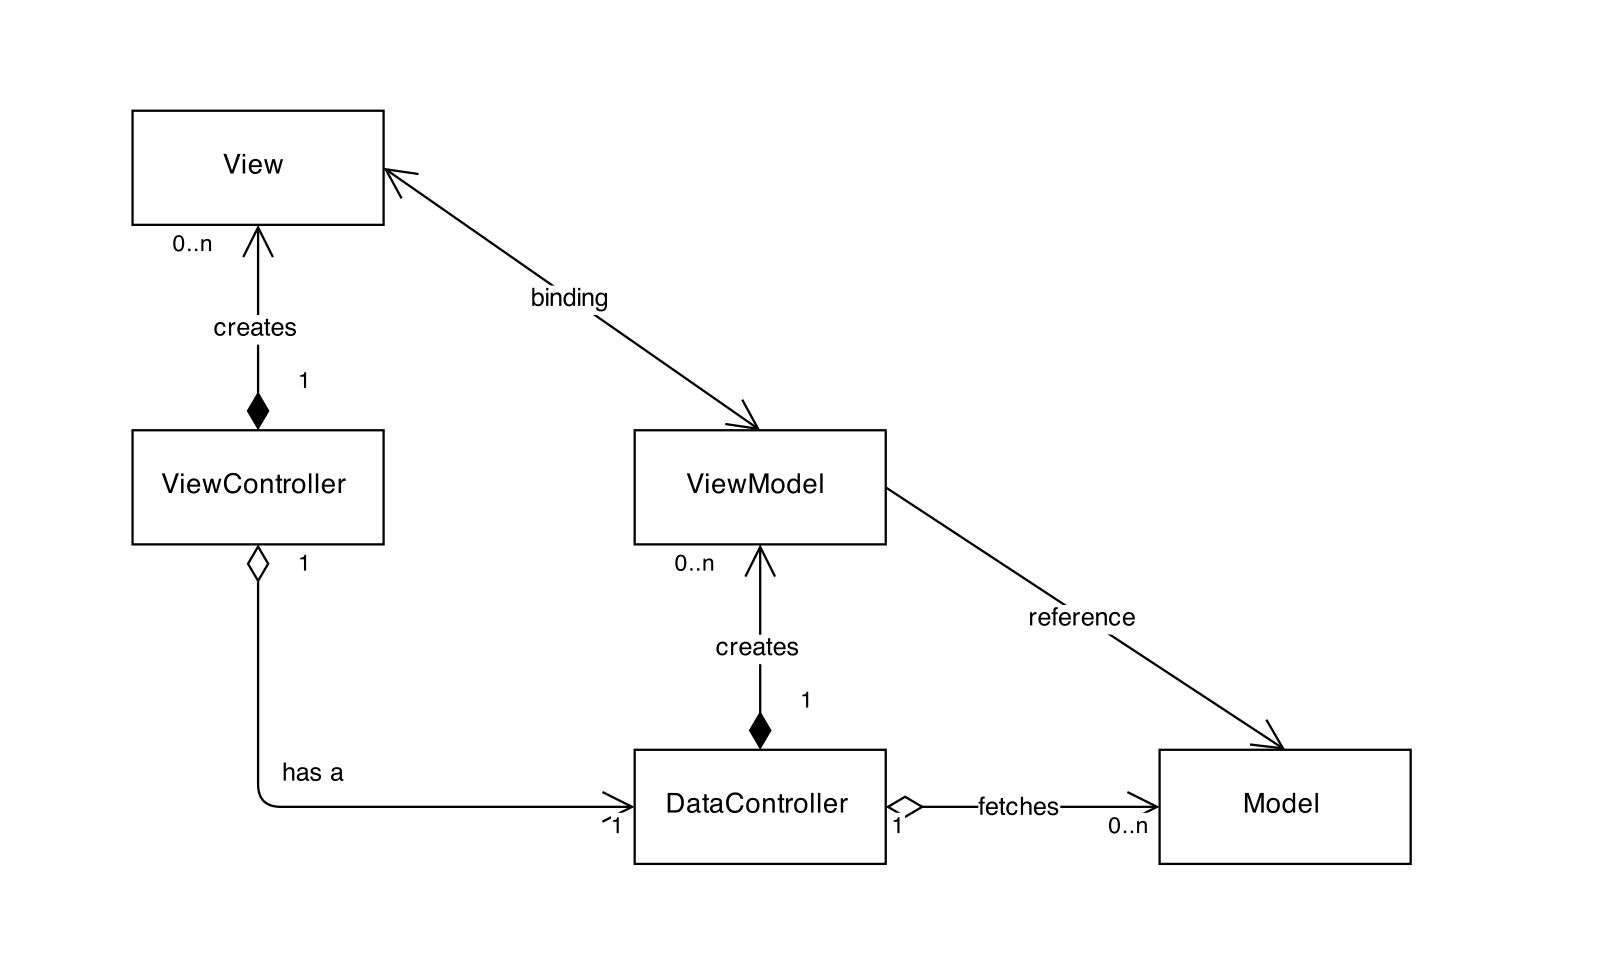 View
0..n
binding
creates
1
ViewController
ViewModel
1
0..n
reference
creates
1
has a
DataController
fetches
Model
1
1
0..n